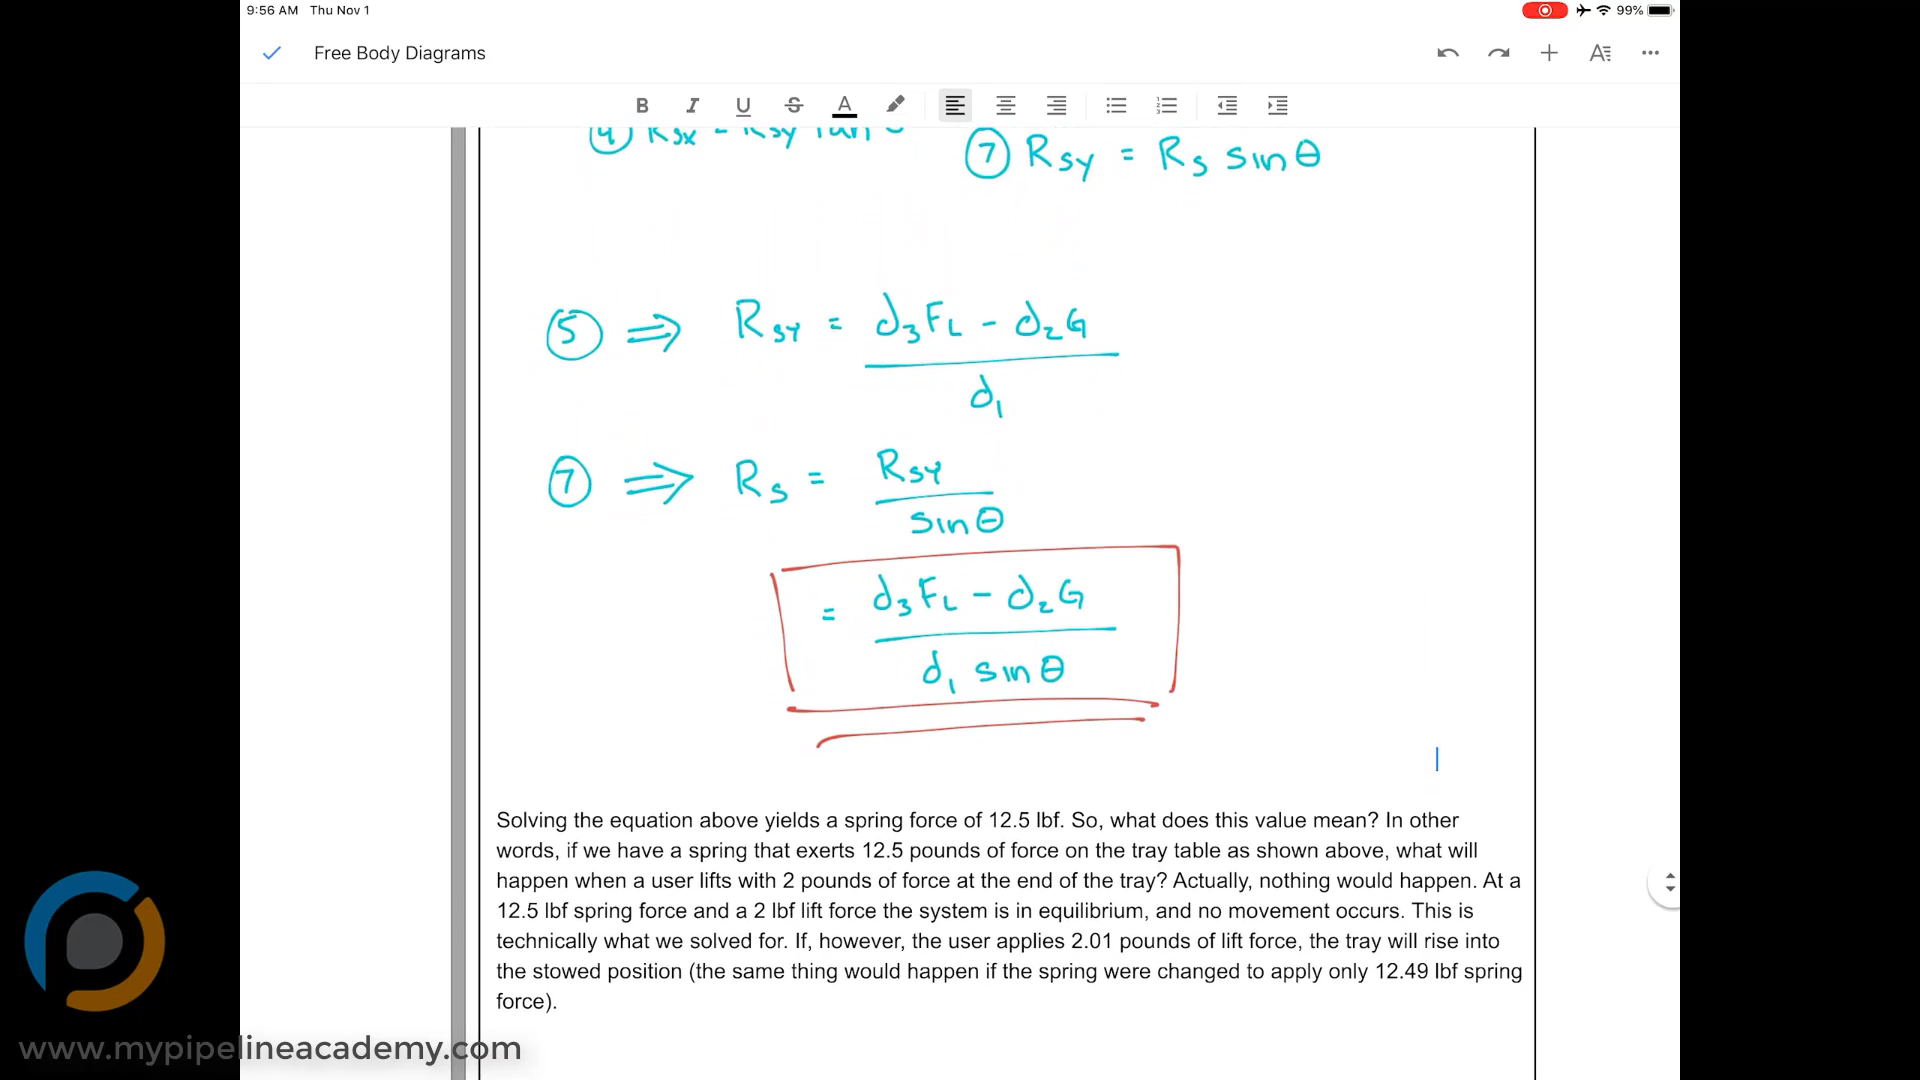 9:56 AM Thu Nov 1
99%
Free Body Diagrams
B I U S A
④ Rsx = Rsy Tan θ
⑦ Rsy = Rs sin θ
⑤ ⇒ Rsy = d₃FL - d₂G
d₁
⑦ ⇒ Rs = Rsy
sin θ
= d₃FL - d₂G
d₁ sin θ
Solving the equation above yields a spring force of 12.5 lbf. So, what does this value mean? In other
words, if we have a spring that exerts 12.5 pounds of force on the tray table as shown above, what will
happen when a user lifts with 2 pounds of force at the end of the tray? Actually, nothing would happen. At a
12.5 lbf spring force and a 2 lbf lift force the system is in equilibrium, and no movement occurs. This is
technically what we solved for. If, however, the user applies 2.01 pounds of lift force, the tray will rise into
the stowed position (the same thing would happen if the spring were changed to apply only 12.49 lbf spring
force).
www.mypipelineacademy.com